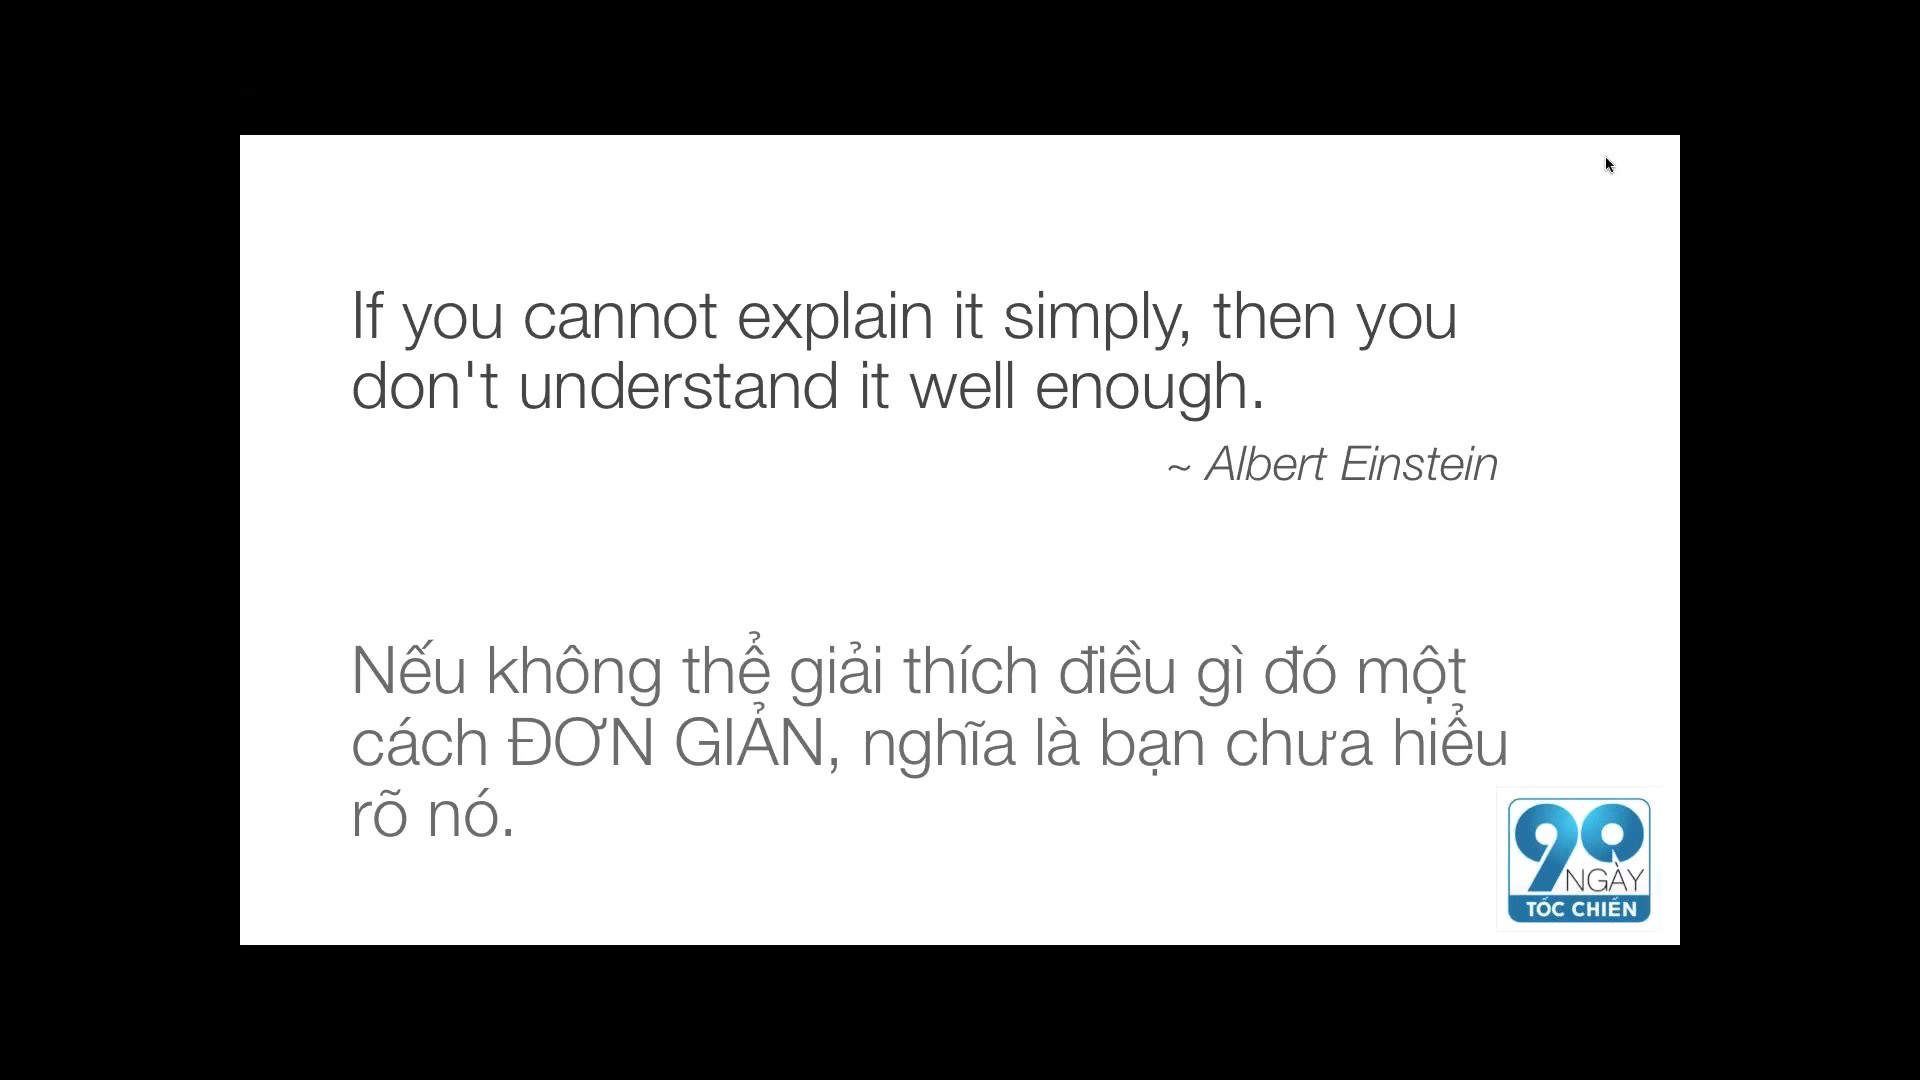 If you cannot explain it simply, then you
don't understand it well enough.
~ Albert Einstein
Nếu không thể giải thích điều gì đó một
cách ĐƠN GIẢN, nghĩa là bạn chưa hiểu
rõ nó.
90
NGÀY
TỐC CHIẾN